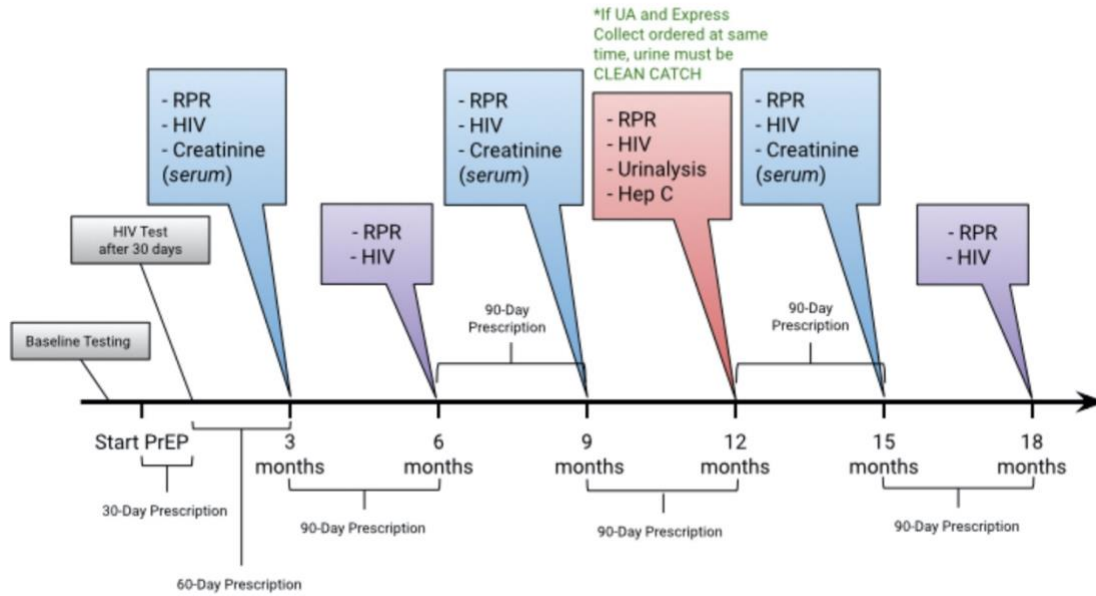 *If UA and Express
Collect ordered at same
time, urine must be
CLEAN CATCH
- RPR
- HIV
- Creatinine
(serum)
- RPR
- HIV
- Creatinine
(serum)
- RPR
- HIV
- Urinalysis
- Hep C
- RPR
- HIV
- Creatinine
(serum)
HIV Test
after 30 days
- RPR
- HIV
- RPR
- HIV
Baseline Testing
90-Day
Prescription
90-Day
Prescription
Start PrEP
3
months
6
months
9
months
12
months
15
months
18
months
30-Day Prescription
90-Day Prescription
90-Day Prescription
90-Day Prescription
60-Day Prescription